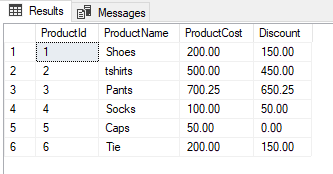 Results Messages
ProductId ProductName ProductCost Discount
1 1 Shoes 200.00 150.00
2 2 tshirts 500.00 450.00
3 3 Pants 700.25 650.25
4 4 Socks 100.00 50.00
5 5 Caps 50.00 0.00
6 6 Tie 200.00 150.00